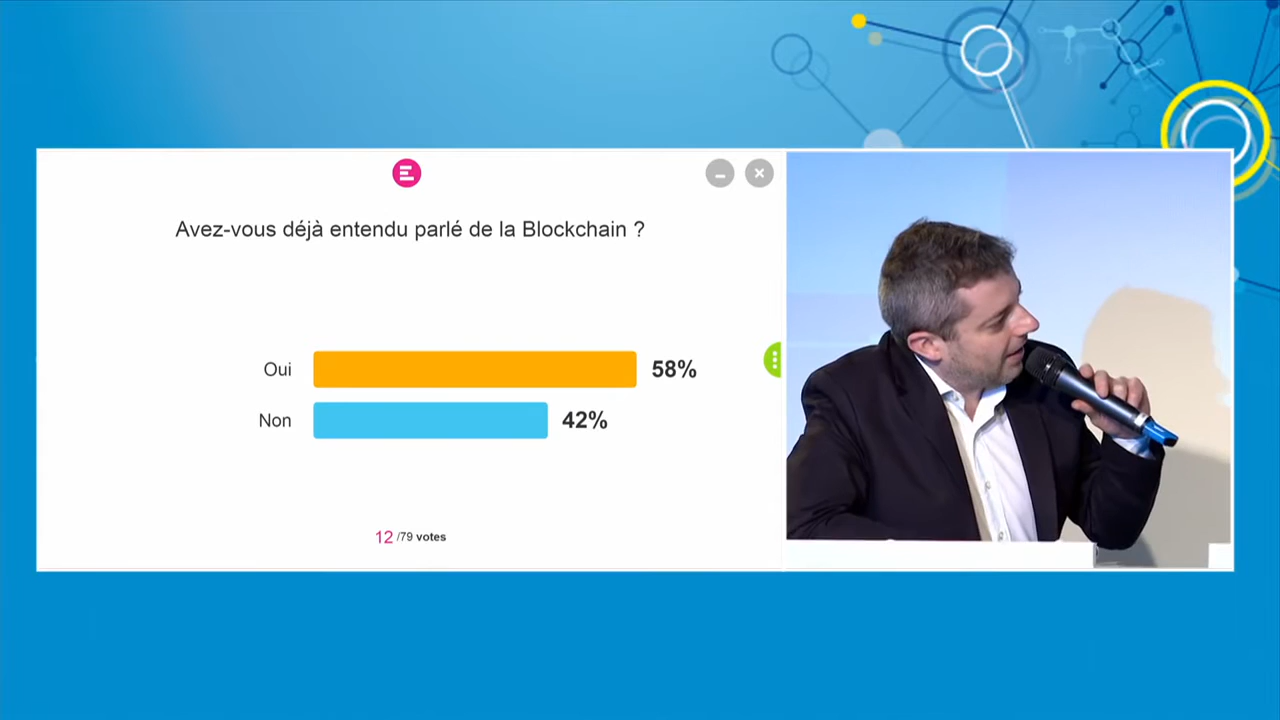 Avez-vous déjà entendu parlé de la Blockchain ?
Oui 58%
Non 42%
12 /79 votes